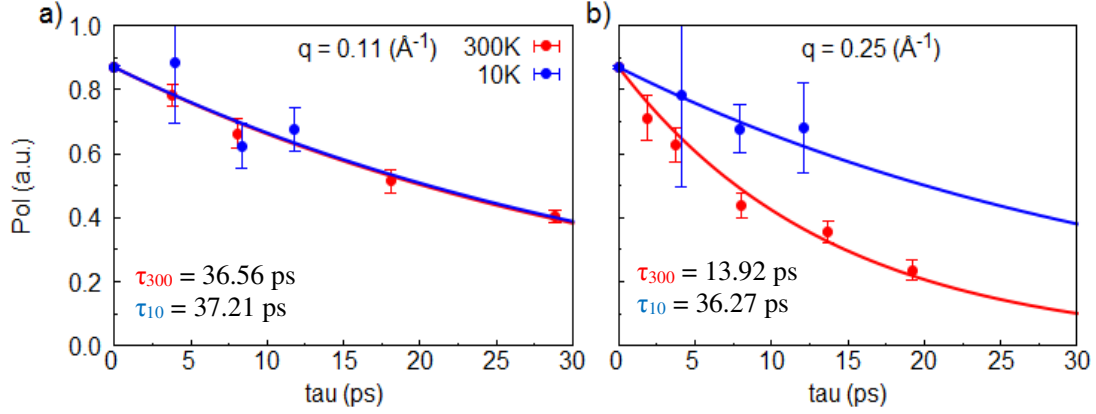 a)
q = 0.11 (Å⁻¹)
300K
10K
Pol (a.u.)
1.0
0.8
0.6
0.4
0.2
0.0
τ300 = 36.56 ps
τ10 = 37.21 ps
0 5 10 15 20 25 30
tau (ps)
b)
q = 0.25 (Å⁻¹)
τ300 = 13.92 ps
τ10 = 36.27 ps
0 5 10 15 20 25 30
tau (ps)